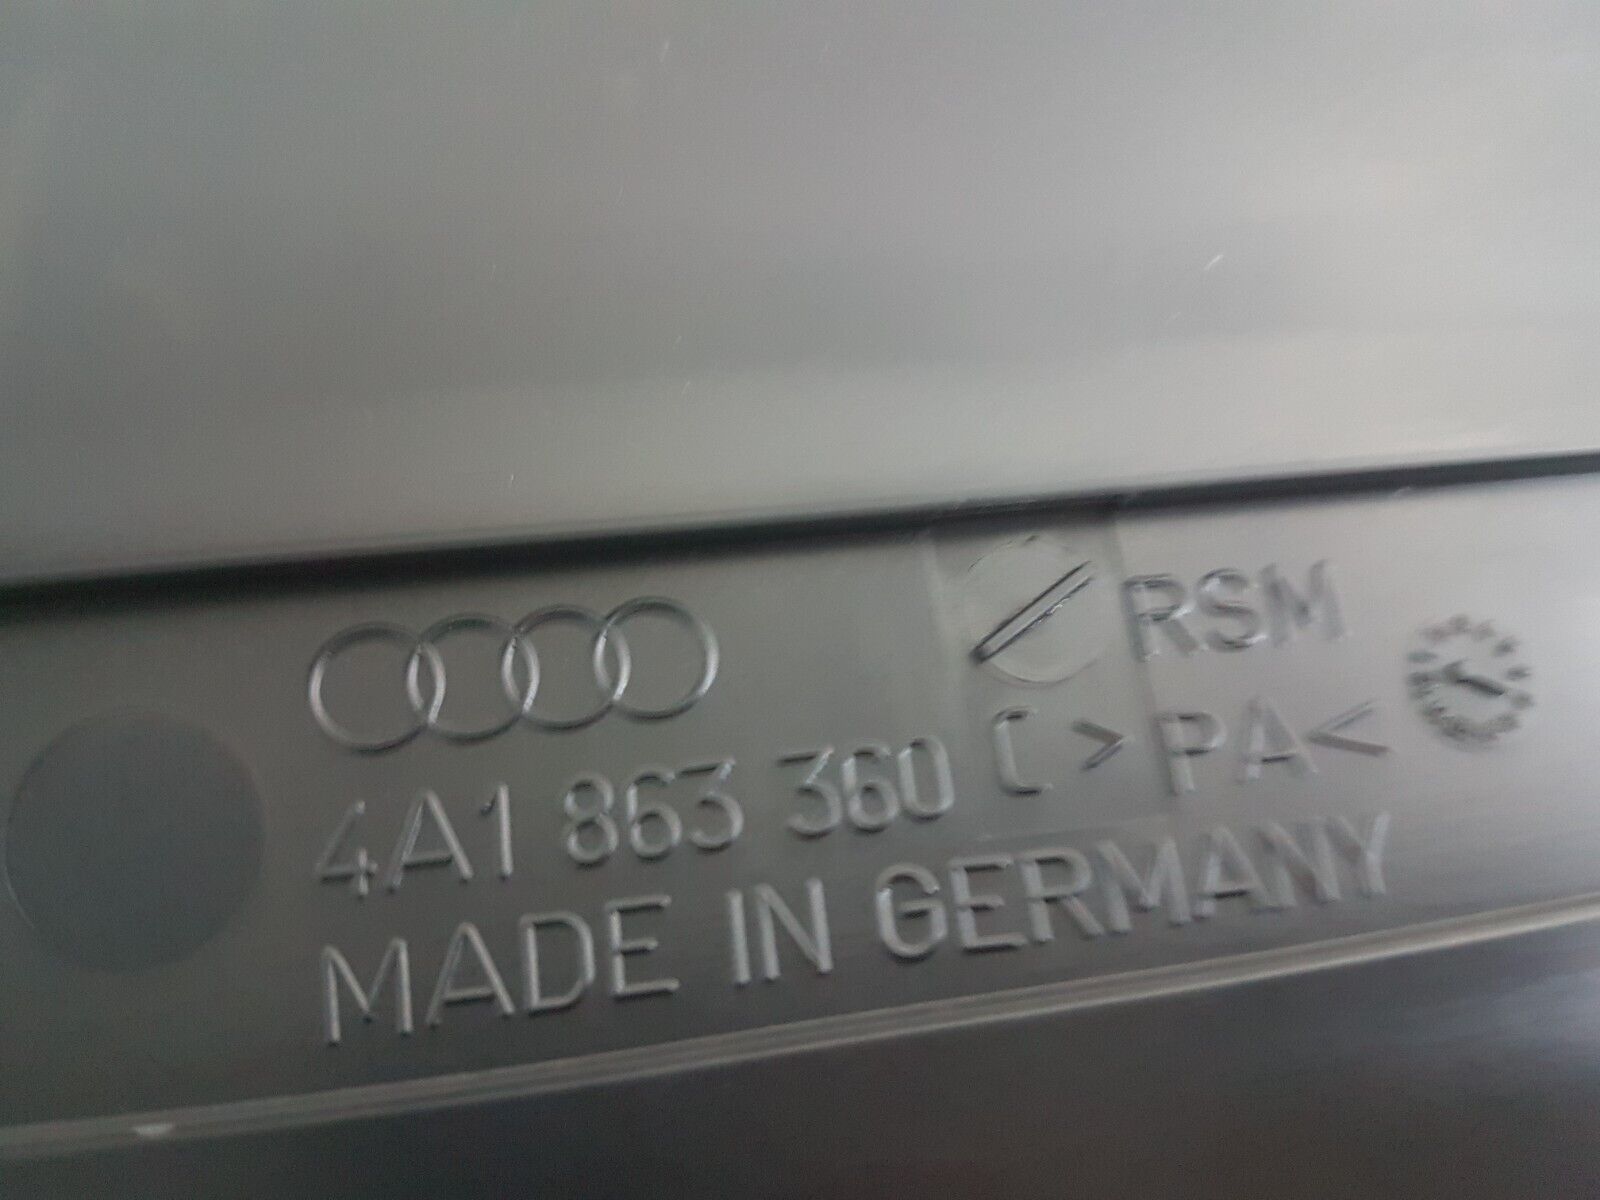 RSM
4A1 863 360 C >PA<
MADE IN GERMANY